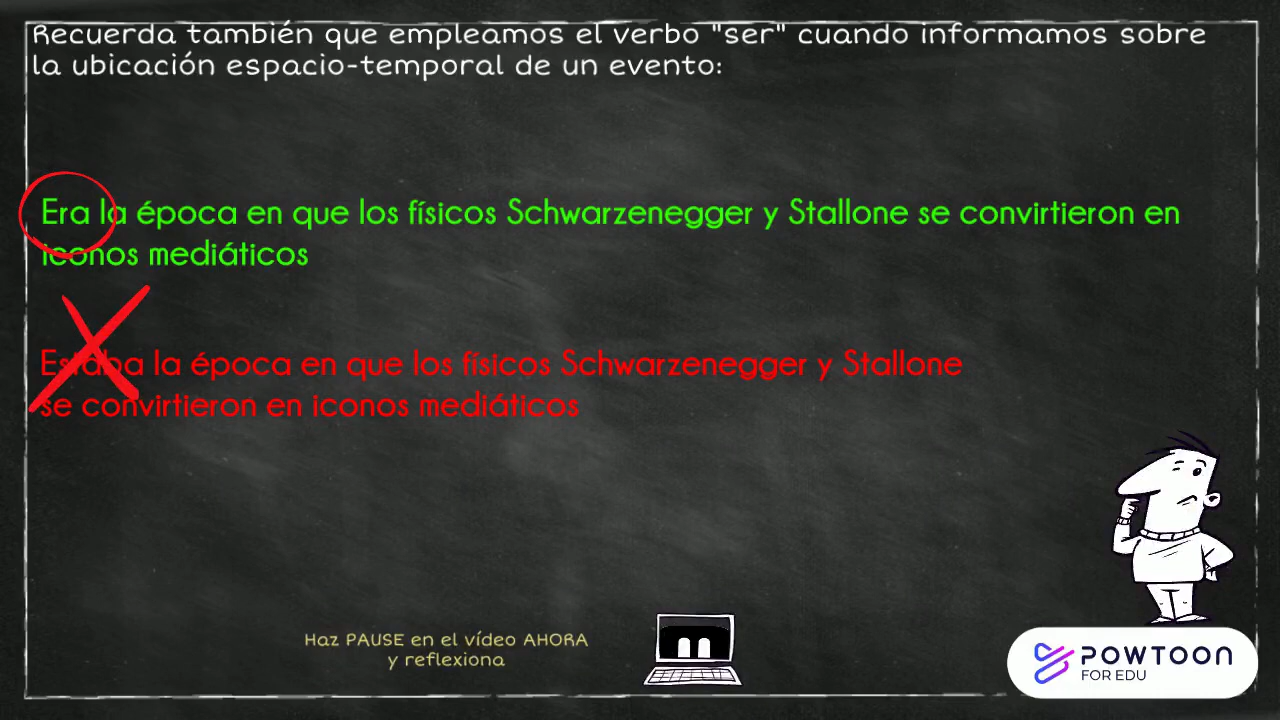 Recuerda también que empleamos el verbo "ser" cuando informamos sobre
la ubicación espacio-temporal de un evento:
Era la época en que los físicos Schwarzenegger y Stallone se convirtieron en
iconos mediáticos
Estaba la época en que los físicos Schwarzenegger y Stallone
se convirtieron en iconos mediáticos
Haz PAUSE en el vídeo AHORA
y reflexiona
POWTOON
FOR EDU